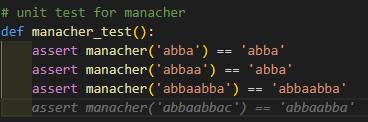 # unit test for manacher
def manacher_test():
    assert manacher('abba') == 'abba'
    assert manacher('abbaa') == 'abba'
    assert manacher('abbaabba') == 'abbaabba'
    assert manacher('abbaabbac') == 'abbaabba'